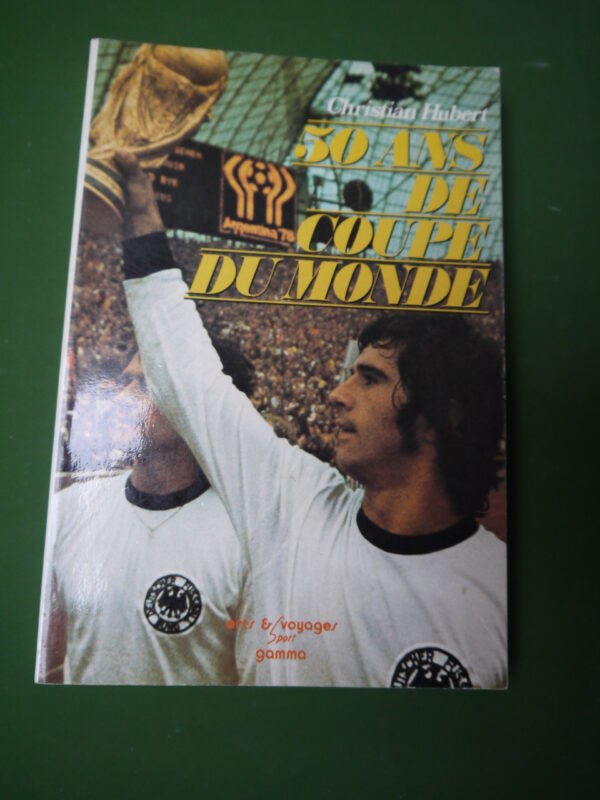 Christian Hubert
50 ANS
DE
COUPE
DU MONDE
Argentina '78
arts & voyages
Sport
gamma